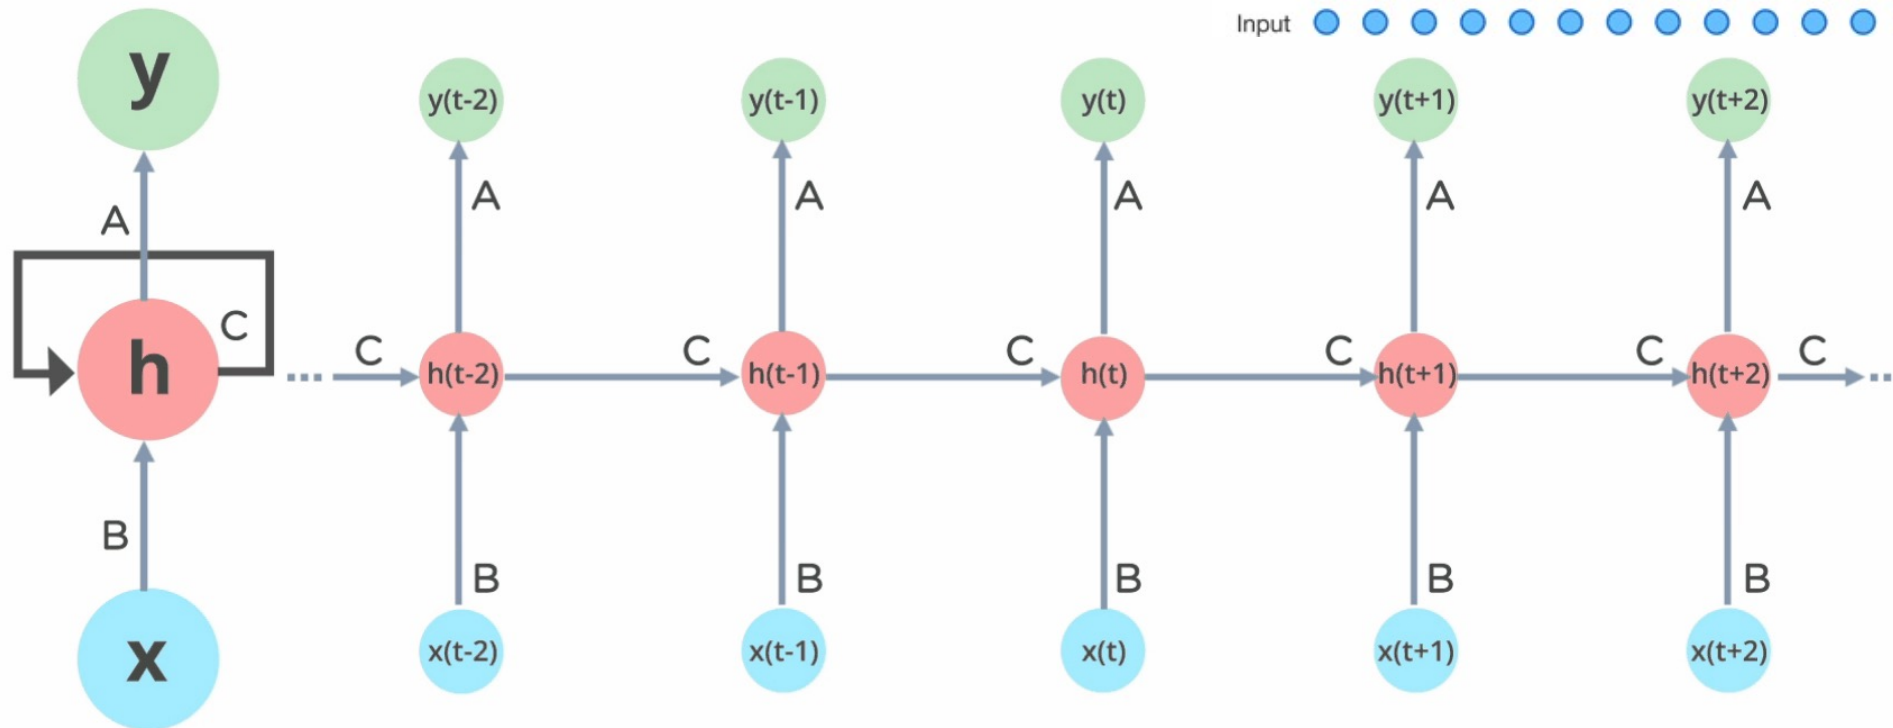 Input
y
y(t-2) y(t-1) y(t) y(t+1) y(t+2)
A A A A A
A
C
C C C C C C
h
h(t-2) h(t-1) h(t) h(t+1) h(t+2)
B
B B B B B
x
x(t-2) x(t-1) x(t) x(t+1) x(t+2)